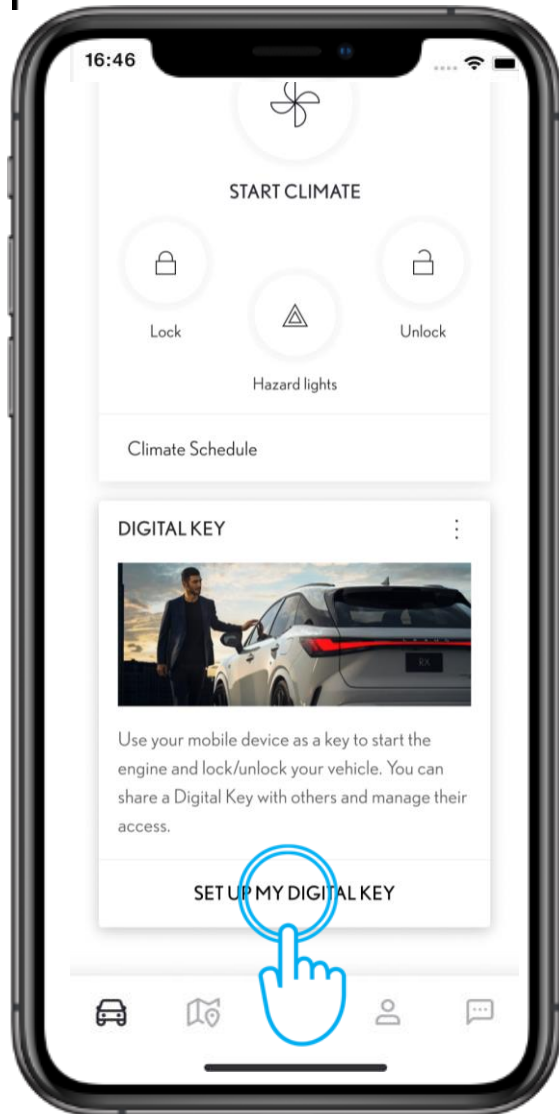 16:46
START CLIMATE
Lock
Unlock
Hazard lights
Climate Schedule
DIGITAL KEY
LEXUS
RX
Use your mobile device as a key to start the
engine and lock/unlock your vehicle. You can
share a Digital Key with others and manage their
access.
SET UP MY DIGITAL KEY